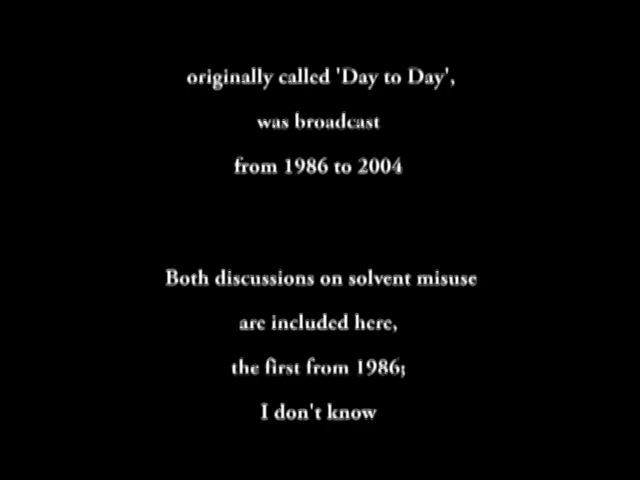 originally called 'Day to Day',
was broadcast
from 1986 to 2004
Both discussions on solvent misuse
are included here,
the first from 1986;
I don't know